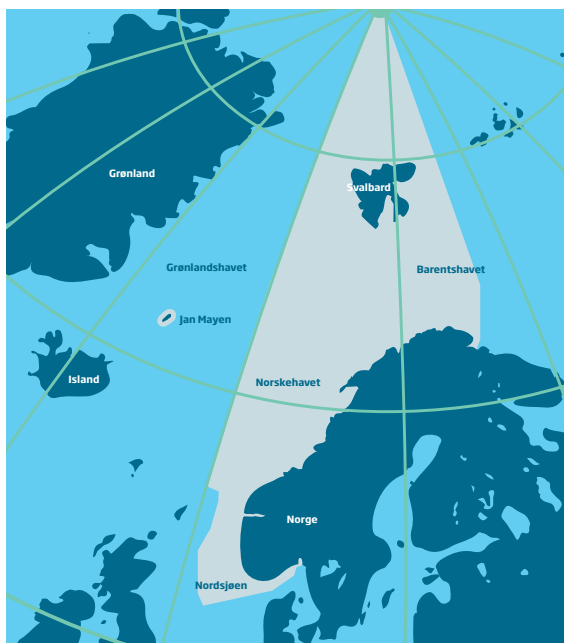 Grønland
Svalbard
Grønlandshavet
Barentshavet
Jan Mayen
Island
Norskehavet
Norge
Nordsjøen